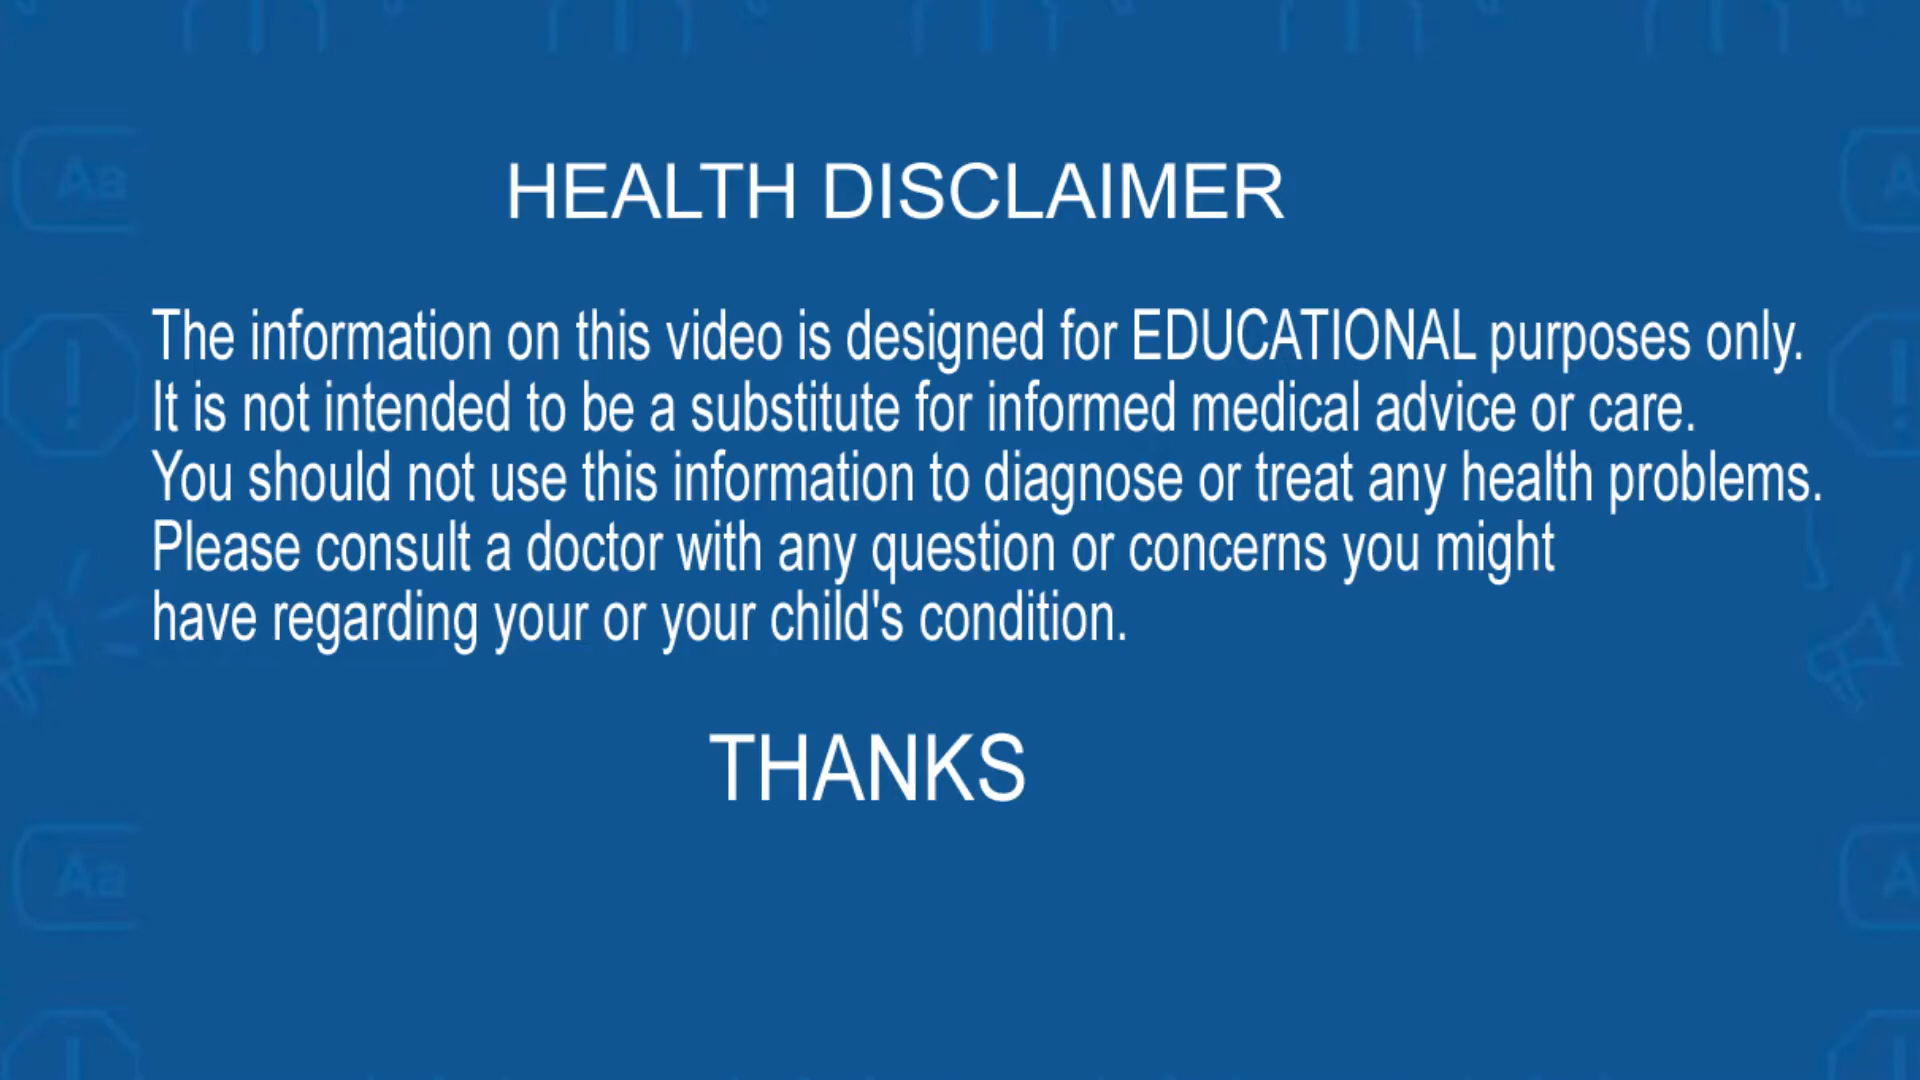 HEALTH DISCLAIMER
The information on this video is designed for EDUCATIONAL purposes only.
It is not intended to be a substitute for informed medical advice or care.
You should not use this information to diagnose or treat any health problems.
Please consult a doctor with any question or concerns you might
have regarding your or your child's condition.
THANKS
Aa
A
Aa
A